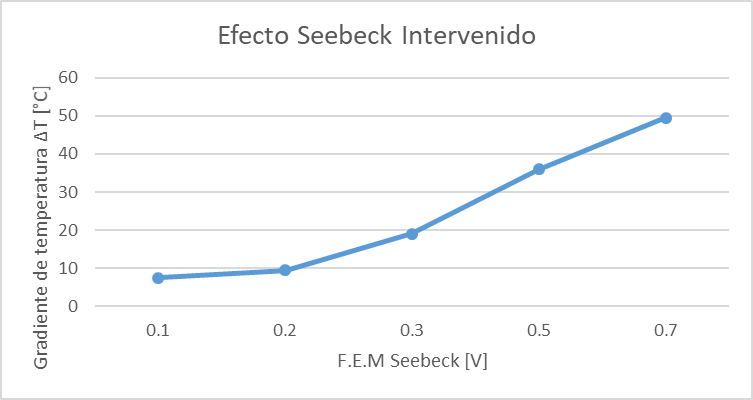 Efecto Seebeck Intervenido
Gradiente de temperatura ΔT [°C]
60
50
40
30
20
10
0
0.1 0.2 0.3 0.5 0.7
F.E.M Seebeck [V]